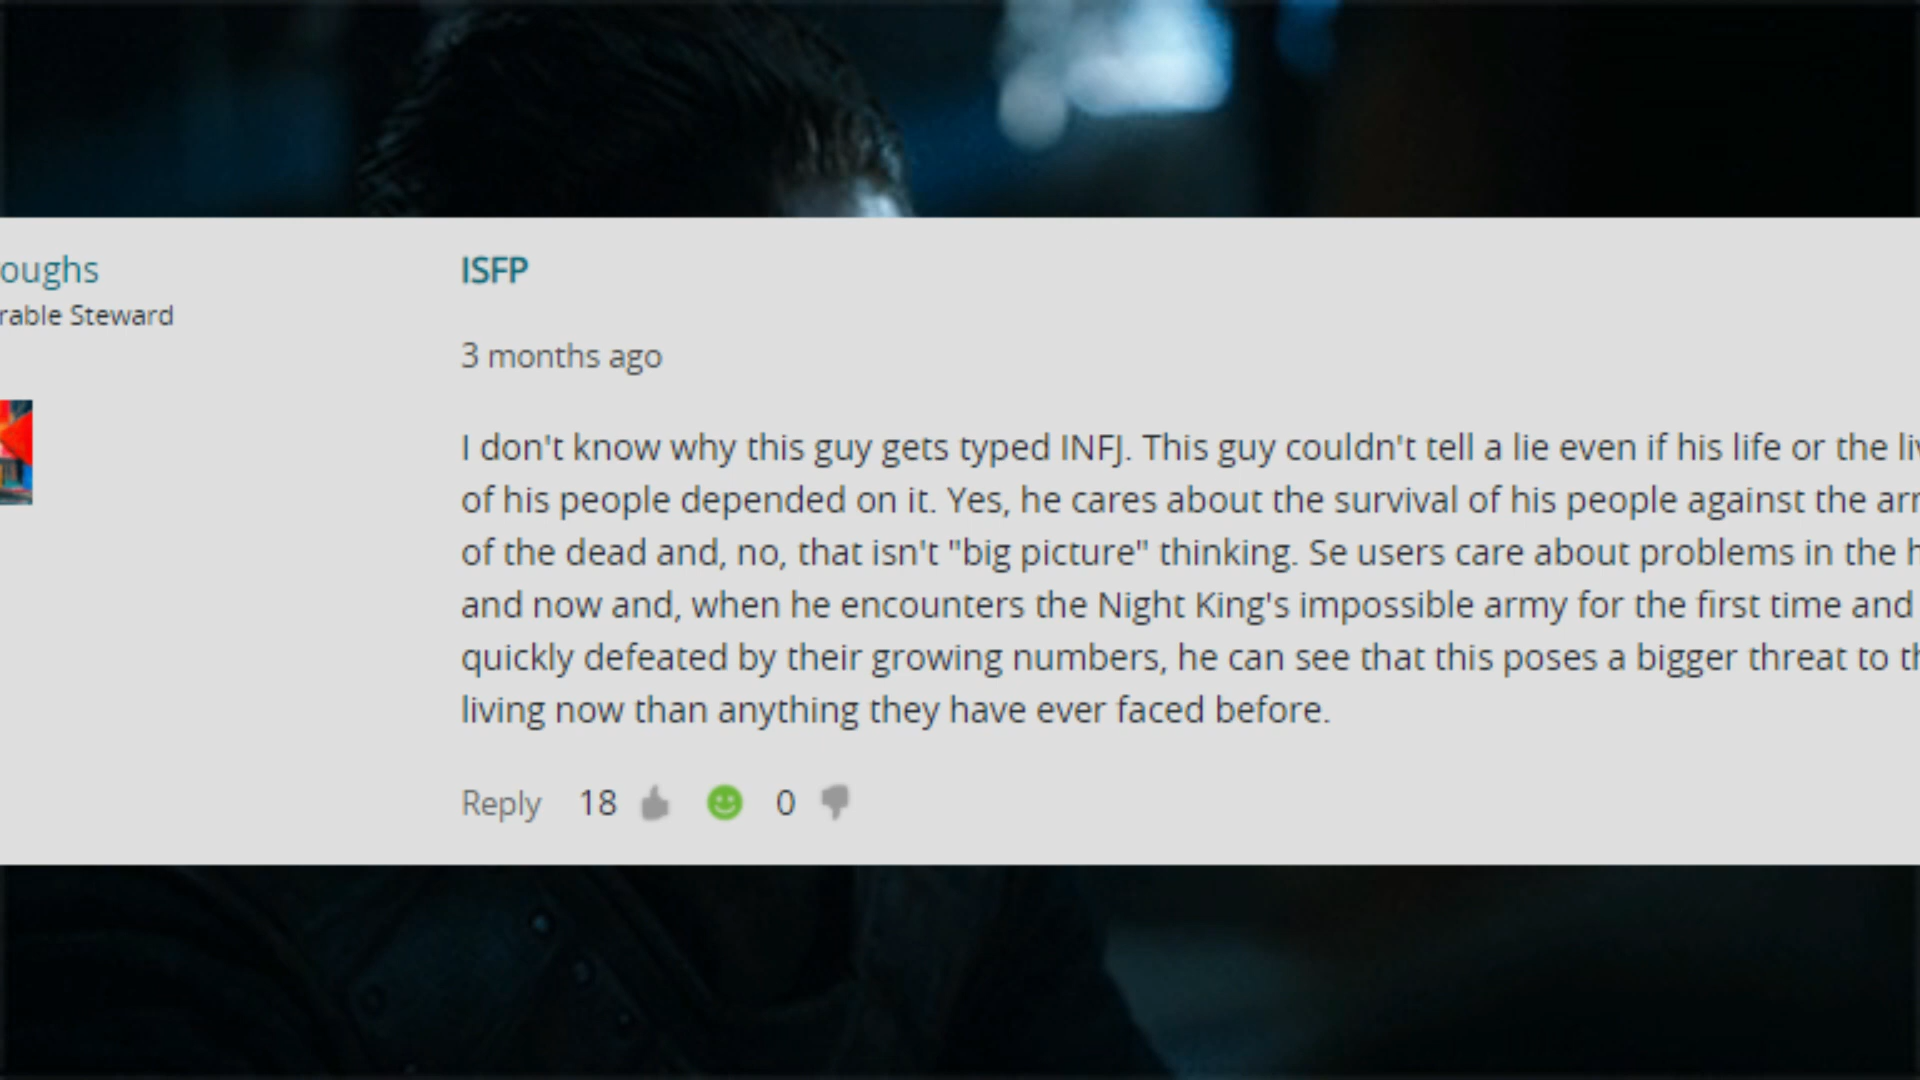 oughs
rable Steward
ISFP
3 months ago
I don't know why this guy gets typed INFJ. This guy couldn't tell a lie even if his life or the
of his people depended on it. Yes, he cares about the survival of his people against the
of the dead and, no, that isn't "big picture" thinking. Se users care about problems in the
and now and, when he encounters the Night King's impossible army for the first time and
quickly defeated by their growing numbers, he can see that this poses a bigger threat to
living now than anything they have ever faced before.
Reply 18 0